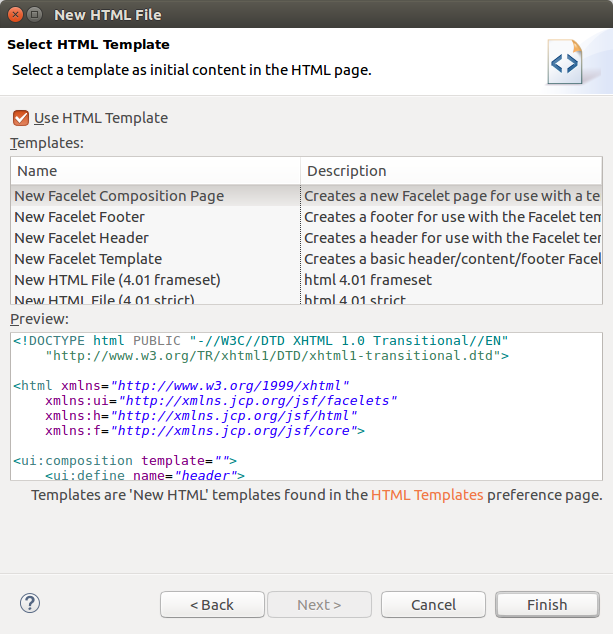 New HTML File
Select HTML Template
Select a template as initial content in the HTML page.
Use HTML Template
Templates:
Name Description
New Facelet Composition Page Creates a new Facelet page for use with a te
New Facelet Footer Creates a footer for use with the Facelet tem
New Facelet Header Creates a header for use with the Facelet ter
New Facelet Template Creates a basic header/content/footer Facel
New HTML File (4.01 frameset) html 4.01 frameset
New HTML File (4.01 strict) html 4.01 strict
Preview:
<!DOCTYPE html PUBLIC "-//W3C//DTD XHTML 1.0 Transitional//EN"
"http://www.w3.org/TR/xhtml1/DTD/xhtml1-transitional.dtd">
<html xmlns="http://www.w3.org/1999/xhtml"
xmlns:ui="http://xmlns.jcp.org/jsf/facelets"
xmlns:h="http://xmlns.jcp.org/jsf/html"
xmlns:f="http://xmlns.jcp.org/jsf/core">
<ui:composition template="">
<ui:define name="header">
Templates are 'New HTML' templates found in the HTML Templates preference page.
? < Back Next > Cancel Finish